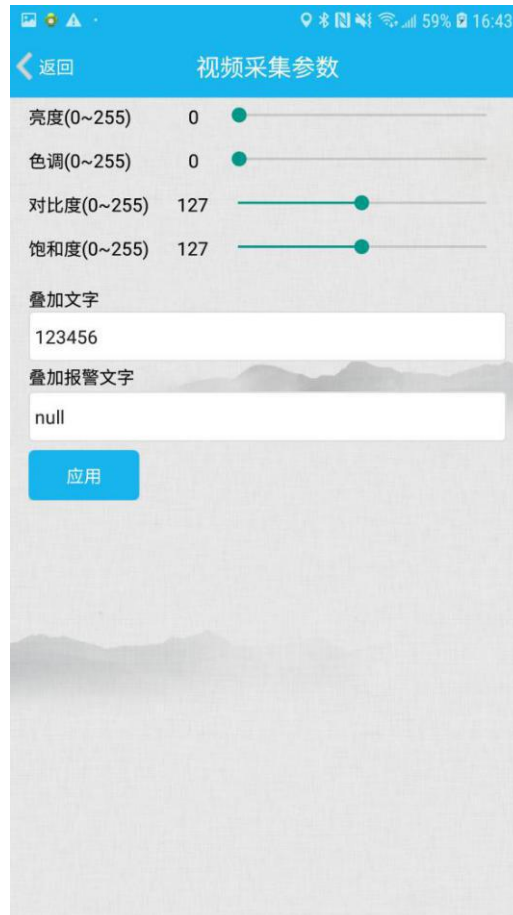 59% 16:43
返回 视频采集参数
亮度(0~255) 0
色调(0~255) 0
对比度(0~255) 127
饱和度(0~255) 127
叠加文字
123456
叠加报警文字
null
应用